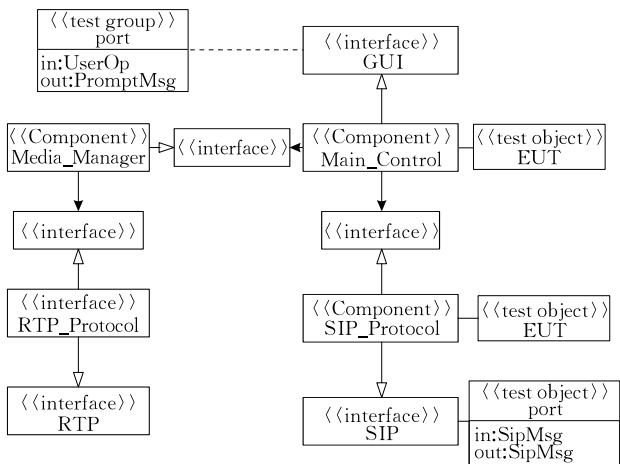 ⟨⟨test group⟩⟩
port
in:UserOp
out:PromptMsg
⟨⟨interface⟩⟩
GUI
⟨⟨Component⟩⟩
Media_Manager
⟨⟨interface⟩⟩
⟨⟨Component⟩⟩
Main_Control
⟨⟨test object⟩⟩
EUT
⟨⟨interface⟩⟩
⟨⟨interface⟩⟩
⟨⟨interface⟩⟩
RTP_Protocol
⟨⟨Component⟩⟩
SIP_Protocol
⟨⟨test object⟩⟩
EUT
⟨⟨interface⟩⟩
RTP
⟨⟨interface⟩⟩
SIP
⟨⟨test object⟩⟩
port
in:SipMsg
out:SipMsg